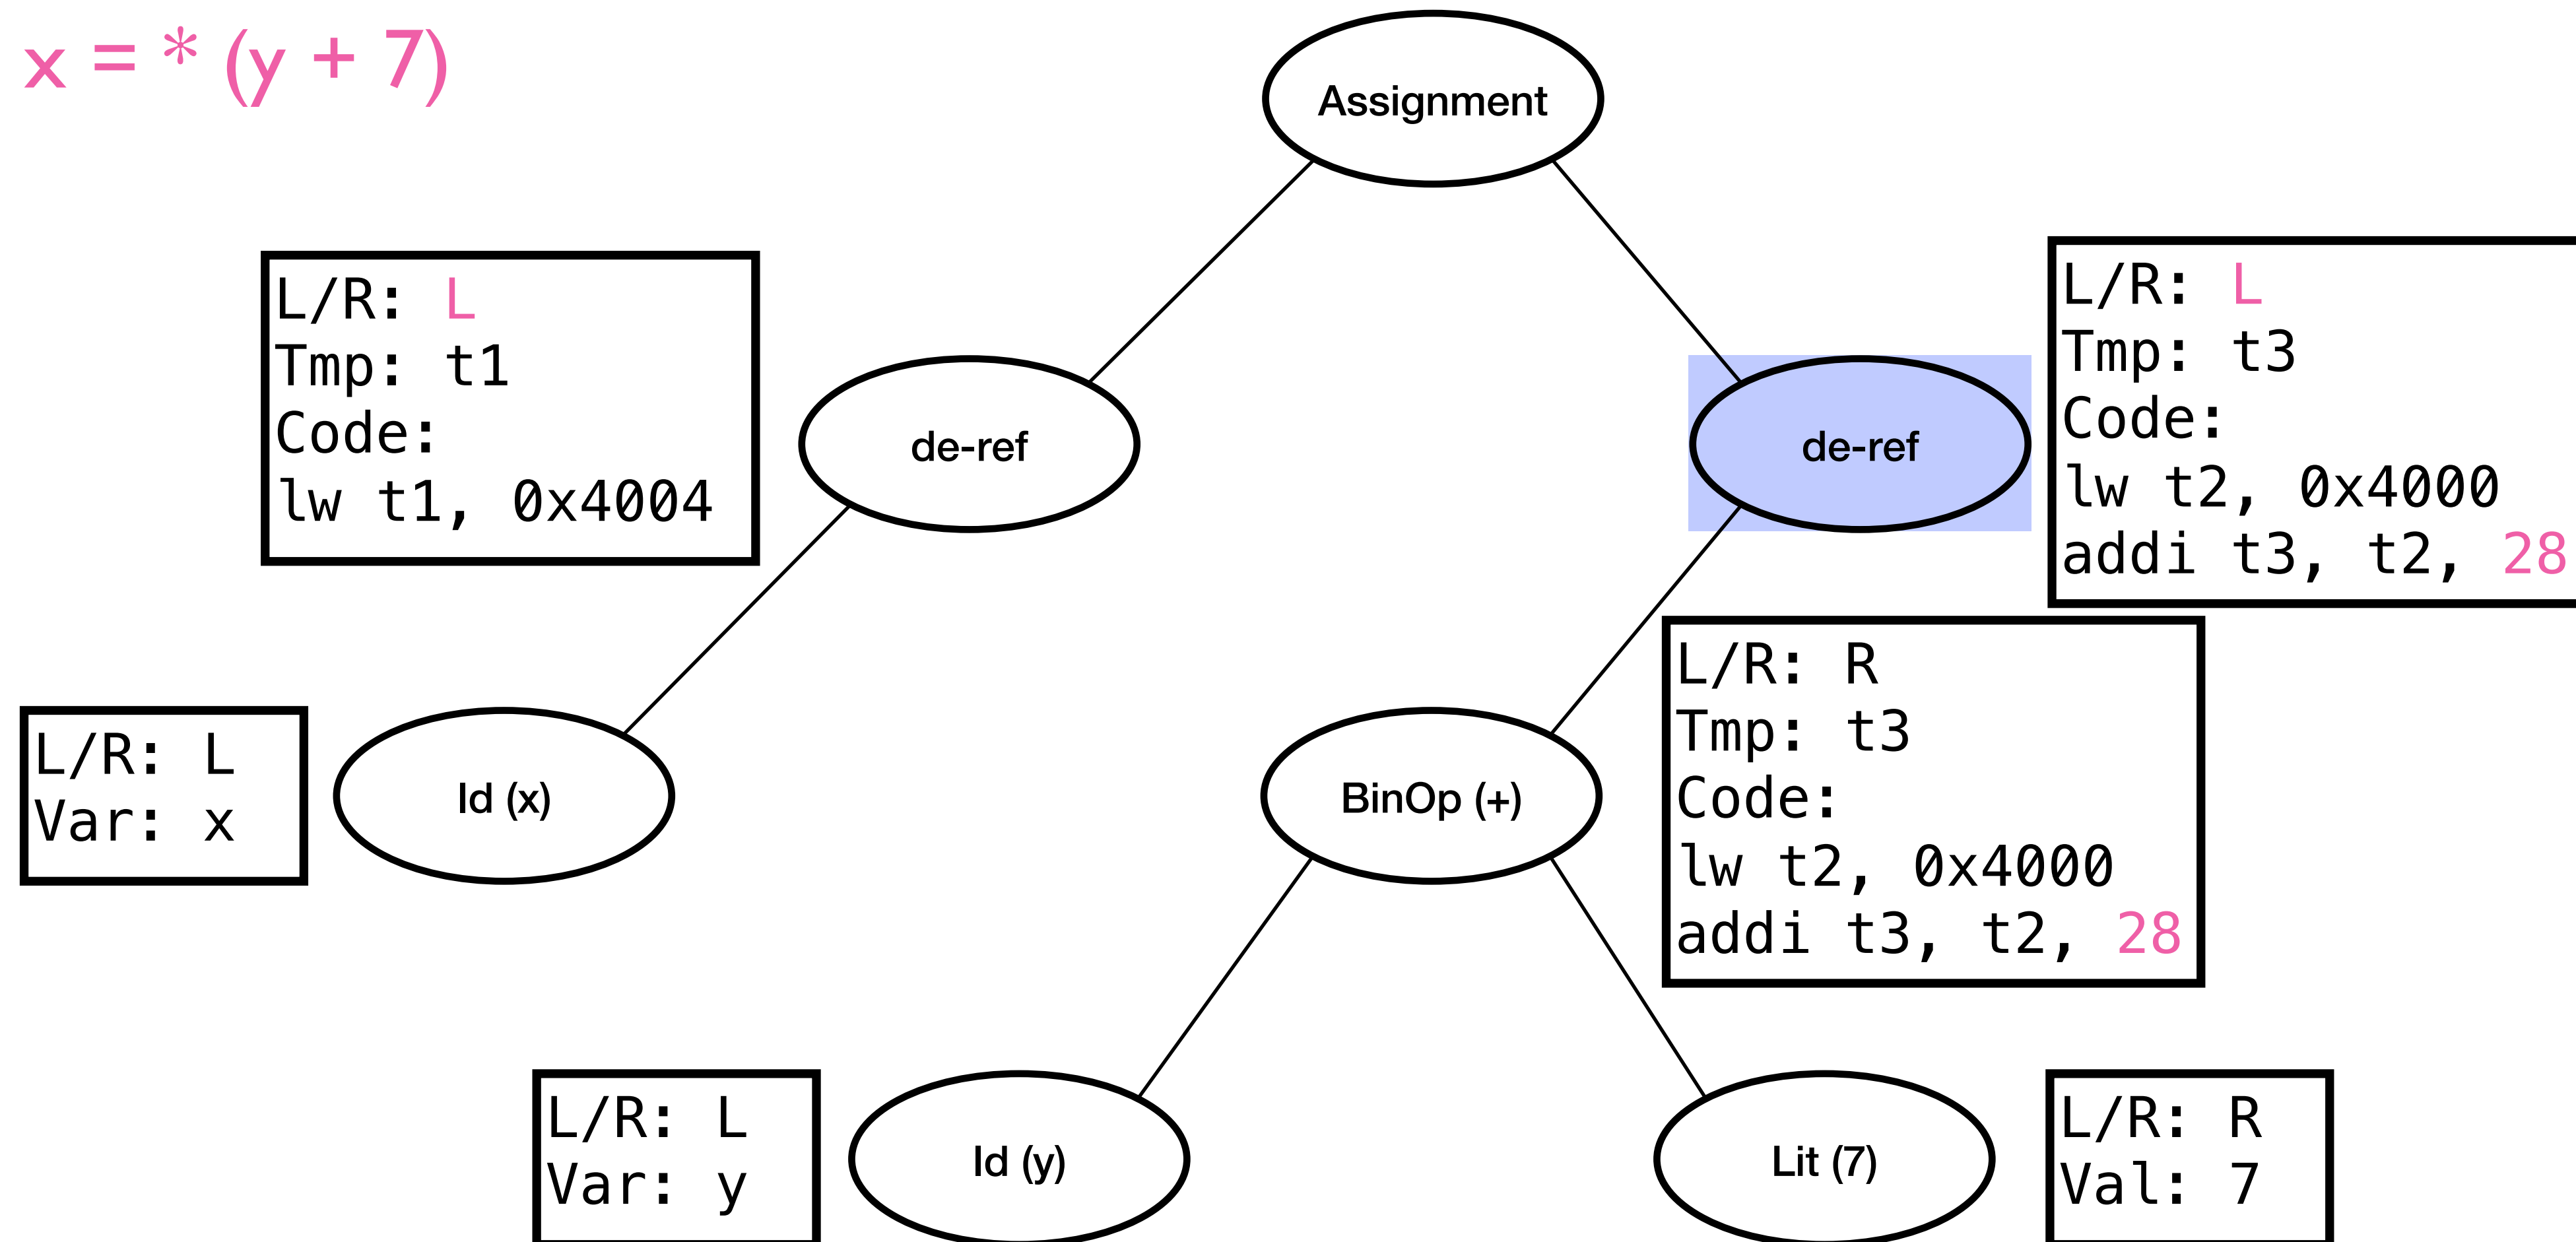 x = * (y + 7)
Assignment
L/R: L
Tmp: t1
Code:
lw t1, 0x4004
de-ref
de-ref
L/R: L
Tmp: t3
Code:
lw t2, 0x4000
addi t3, t2, 28
L/R: L
Var: x
Id (x)
BinOp (+)
L/R: R
Tmp: t3
Code:
lw t2, 0x4000
addi t3, t2, 28
L/R: L
Var: y
Id (y)
Lit (7)
L/R: R
Val: 7